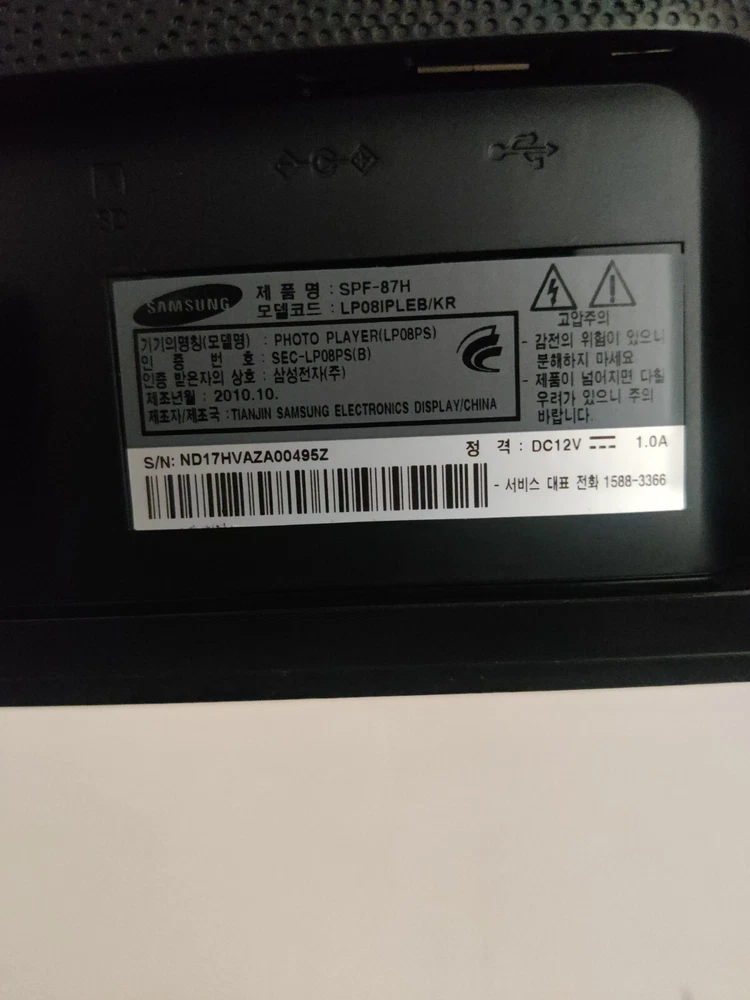 SD
SAMSUNG
제 품 명 : SPF-87H
모델코드 : LP08IPLEB/KR
기기의명칭(모델명) : PHOTO PLAYER(LP08PS)
인 증 번 호 : SEC-LP08PS(B)
인증 받은자의 상호 : 삼성전자(주)
제조년월 : 2010.10.
제조자/제조국 : TIANJIN SAMSUNG ELECTRONICS DISPLAY/CHINA
고압주의
- 감전의 위험이 있으니
분해하지 마세요
- 제품이 넘어지면 다칠
우려가 있으니 주의
바랍니다.
S/N: ND17HVAZA00495Z
정 격 : DC12V 1.0A
- 서비스 대표 전화 1588-3366